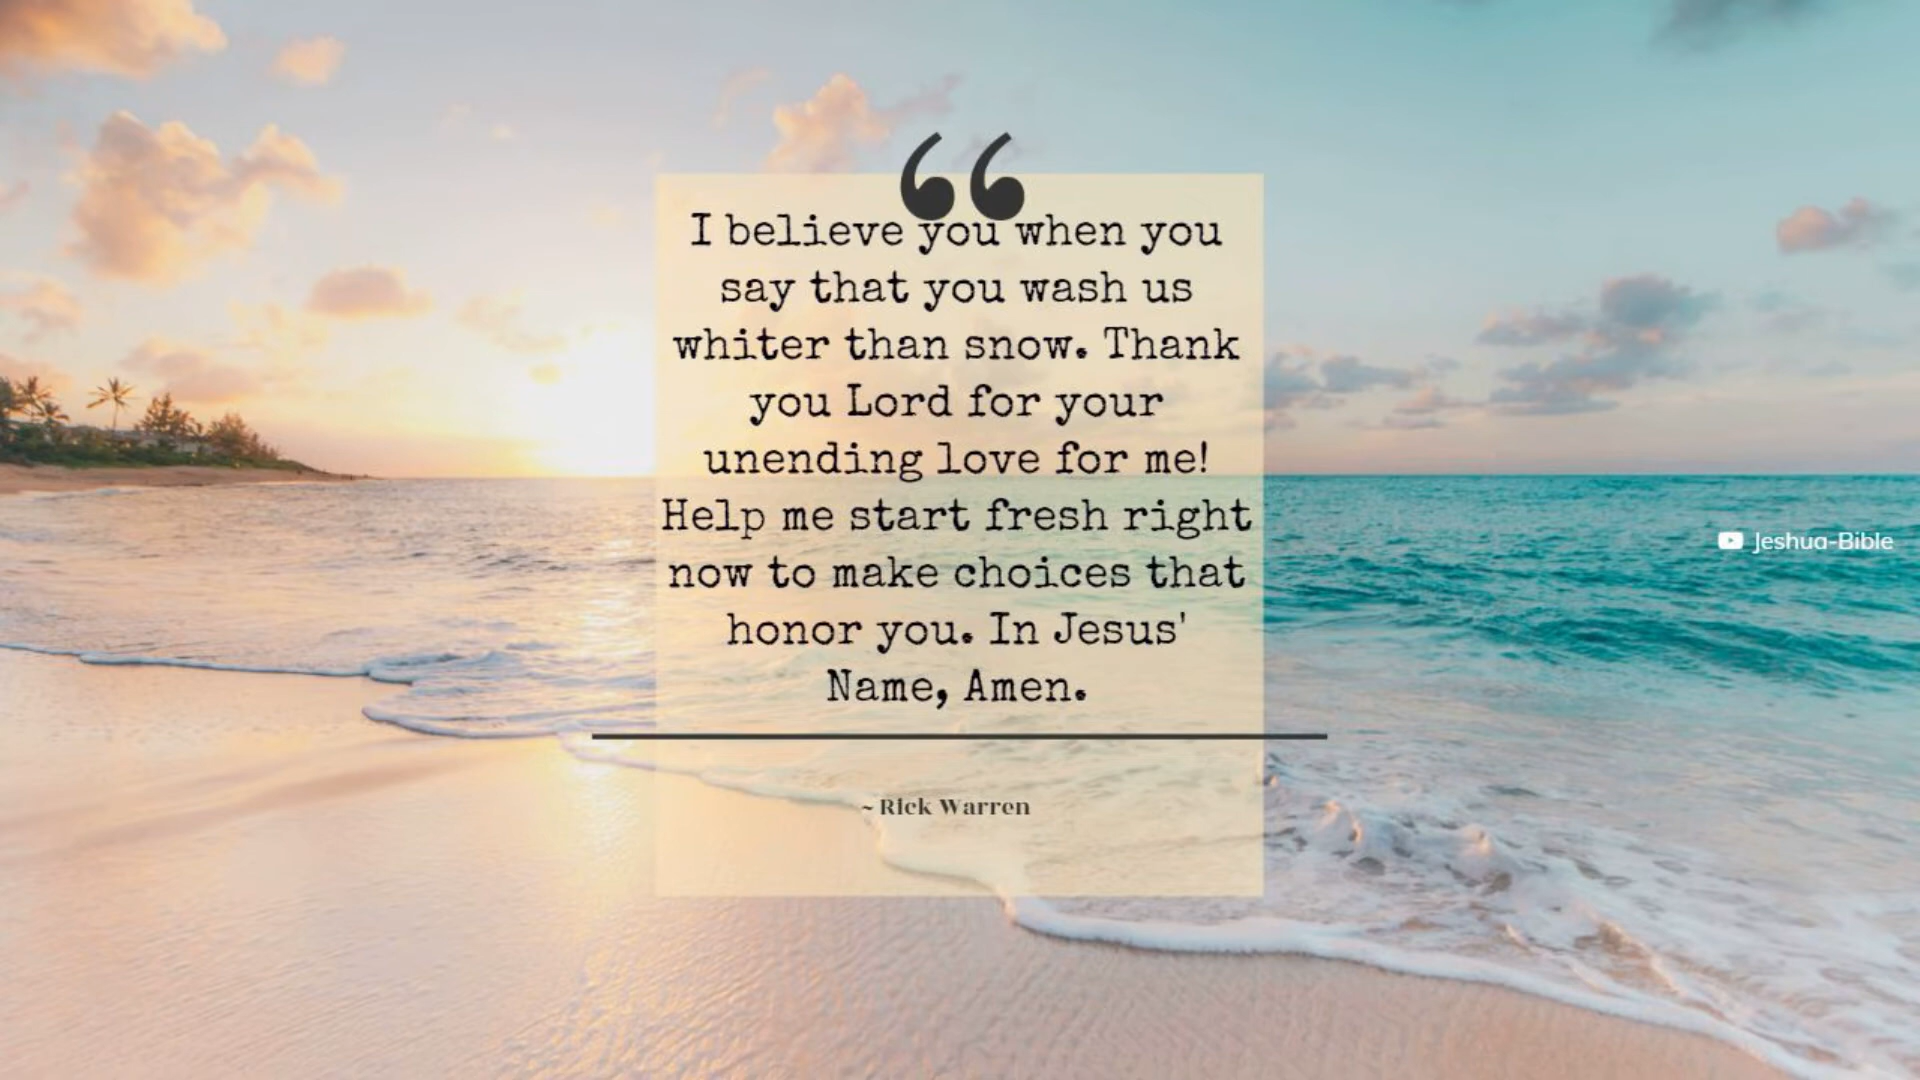 I believe you when you
say that you wash us
whiter than snow. Thank
you Lord for your
unending love for me!
Help me start fresh right
now to make choices that
honor you. In Jesus'
Name, Amen.
~ Rick Warren
Jeshua-Bible